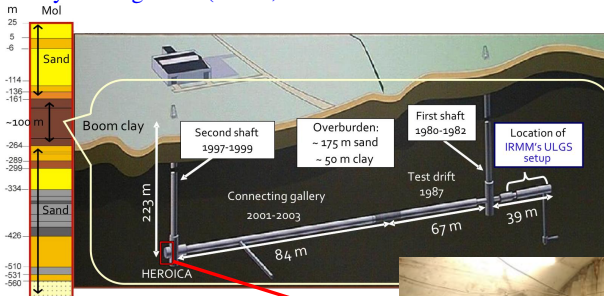 m Mol
25
5
-6
Sand
-114
-136
-161
~100 m
Boom clay
-264
-289
-299
-334
Sand
-426
-510
-531
-560
Second shaft
1997-1999
Overburden:
~ 175 m sand
~ 50 m clay
First shaft
1980-1982
Location of
IRMM's ULGS
setup
223 m
Connecting gallery
2001-2003
Test drift
1987
84 m
67 m
39 m
HEROICA